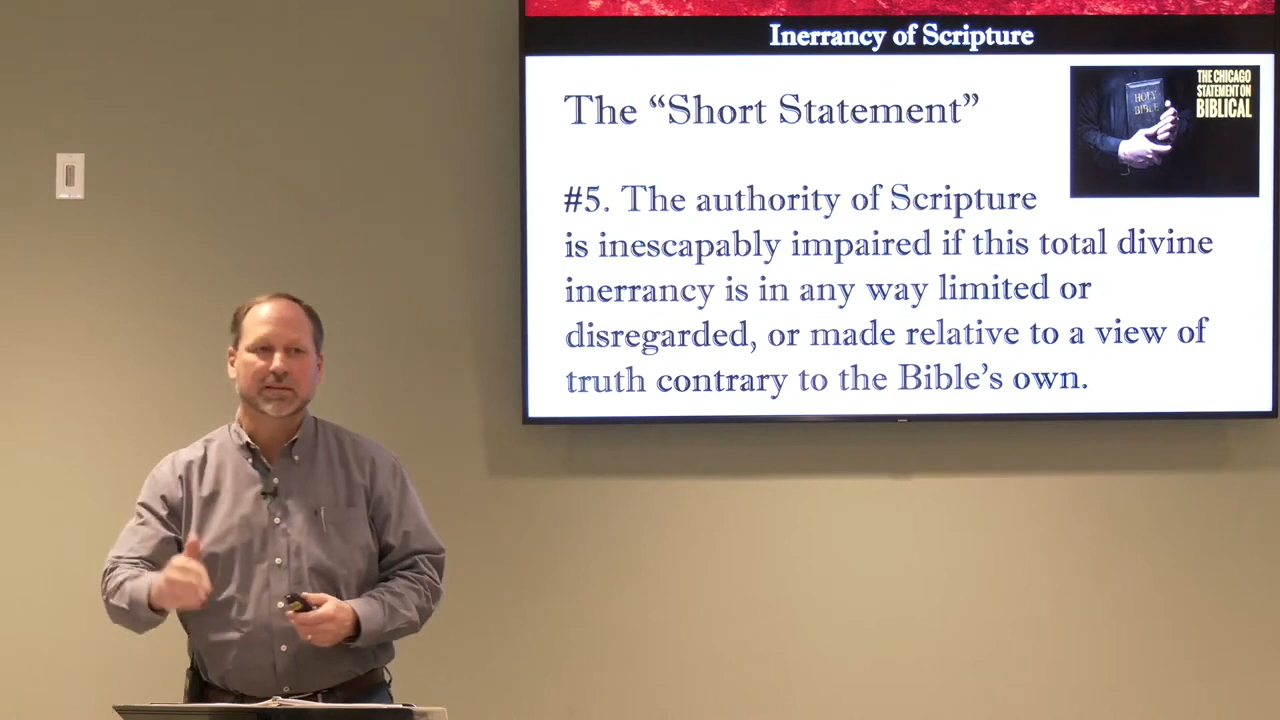 Inerrancy of Scripture
The “Short Statement”
THE CHICAGO
STATEMENT ON
BIBLICAL
HOLY
BIBLE
#5. The authority of Scripture
is inescapably impaired if this total divine
inerrancy is in any way limited or
disregarded, or made relative to a view of
truth contrary to the Bible’s own.